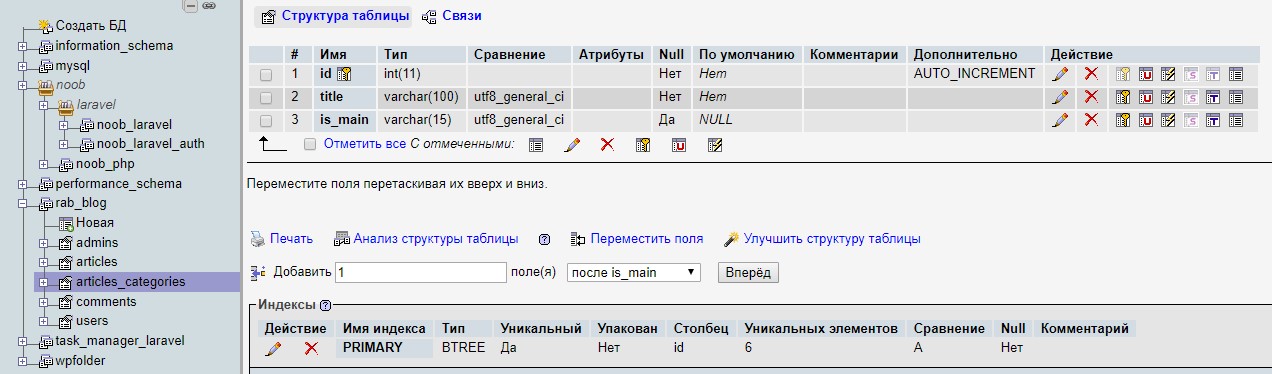 Создать БД
information_schema
mysql
noob
laravel
noob_laravel
noob_laravel_auth
noob_php
performance_schema
rab_blog
Новая
admins
articles
articles_categories
comments
users
task_manager_laravel
wpfolder
Структура таблицы Связи
# Имя Тип Сравнение Атрибуты Null По умолчанию Комментарии Дополнительно Действие
1 id int(11) Нет Нет AUTO_INCREMENT
2 title varchar(100) utf8_general_ci Нет Нет
3 is_main varchar(15) utf8_general_ci Да NULL
Отметить все С отмеченными:
Переместите поля перетаскивая их вверх и вниз.
Печать Анализ структуры таблицы Переместить поля Улучшить структуру таблицы
Добавить 1 поле(я) после is_main Вперёд
Индексы
Действие Имя индекса Тип Уникальный Упакован Столбец Уникальных элементов Сравнение Null Комментарий
PRIMARY BTREE Да Нет id 6 A Нет